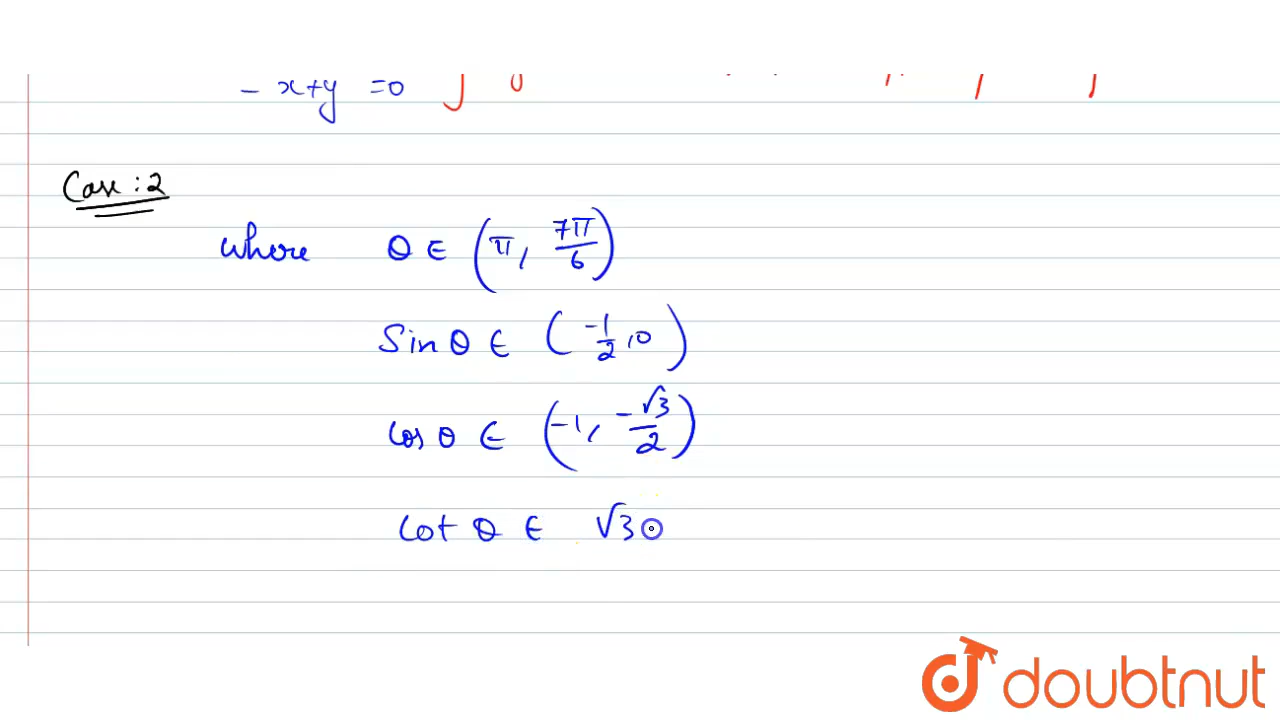 - x+y =0
Case : 2
where θ ∈ (π, 7π/6)
Sin θ ∈ (-1/2, 0)
Cos θ ∈ (-1, -√3/2)
Cot θ ∈ √3
doubtnut